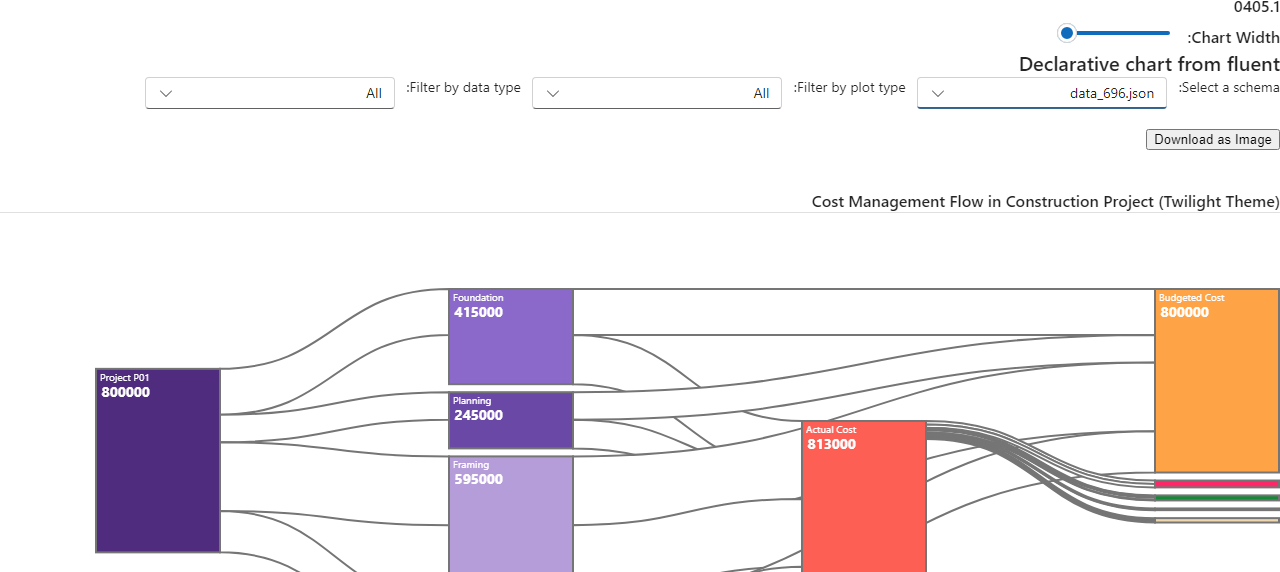 0405.1
:Chart Width
Declarative chart from fluent
:Select a schema
data_696.json
:Filter by plot type
All
:Filter by data type
All
Download as Image
Cost Management Flow in Construction Project (Twilight Theme)
Foundation
415000
Budgeted Cost
800000
Project P01
800000
Planning
245000
Actual Cost
813000
Framing
595000